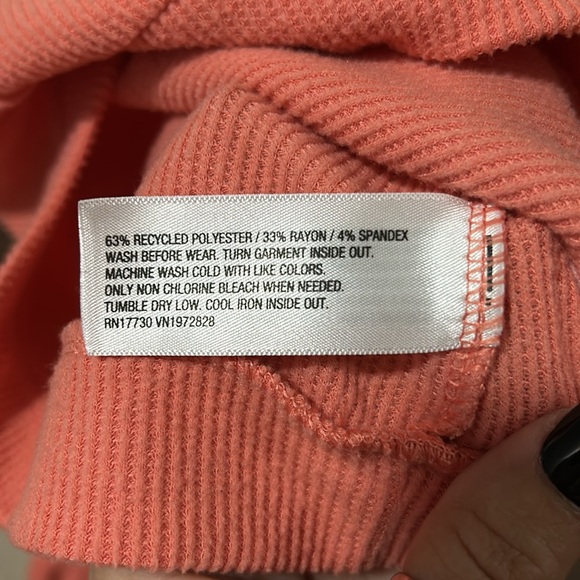 63% RECYCLED POLYESTER / 33% RAYON / 4% SPANDEX
WASH BEFORE WEAR. TURN GARMENT INSIDE OUT.
MACHINE WASH COLD WITH LIKE COLORS.
ONLY NON CHLORINE BLEACH WHEN NEEDED.
TUMBLE DRY LOW. COOL IRON INSIDE OUT.
RN17730 VN1972828